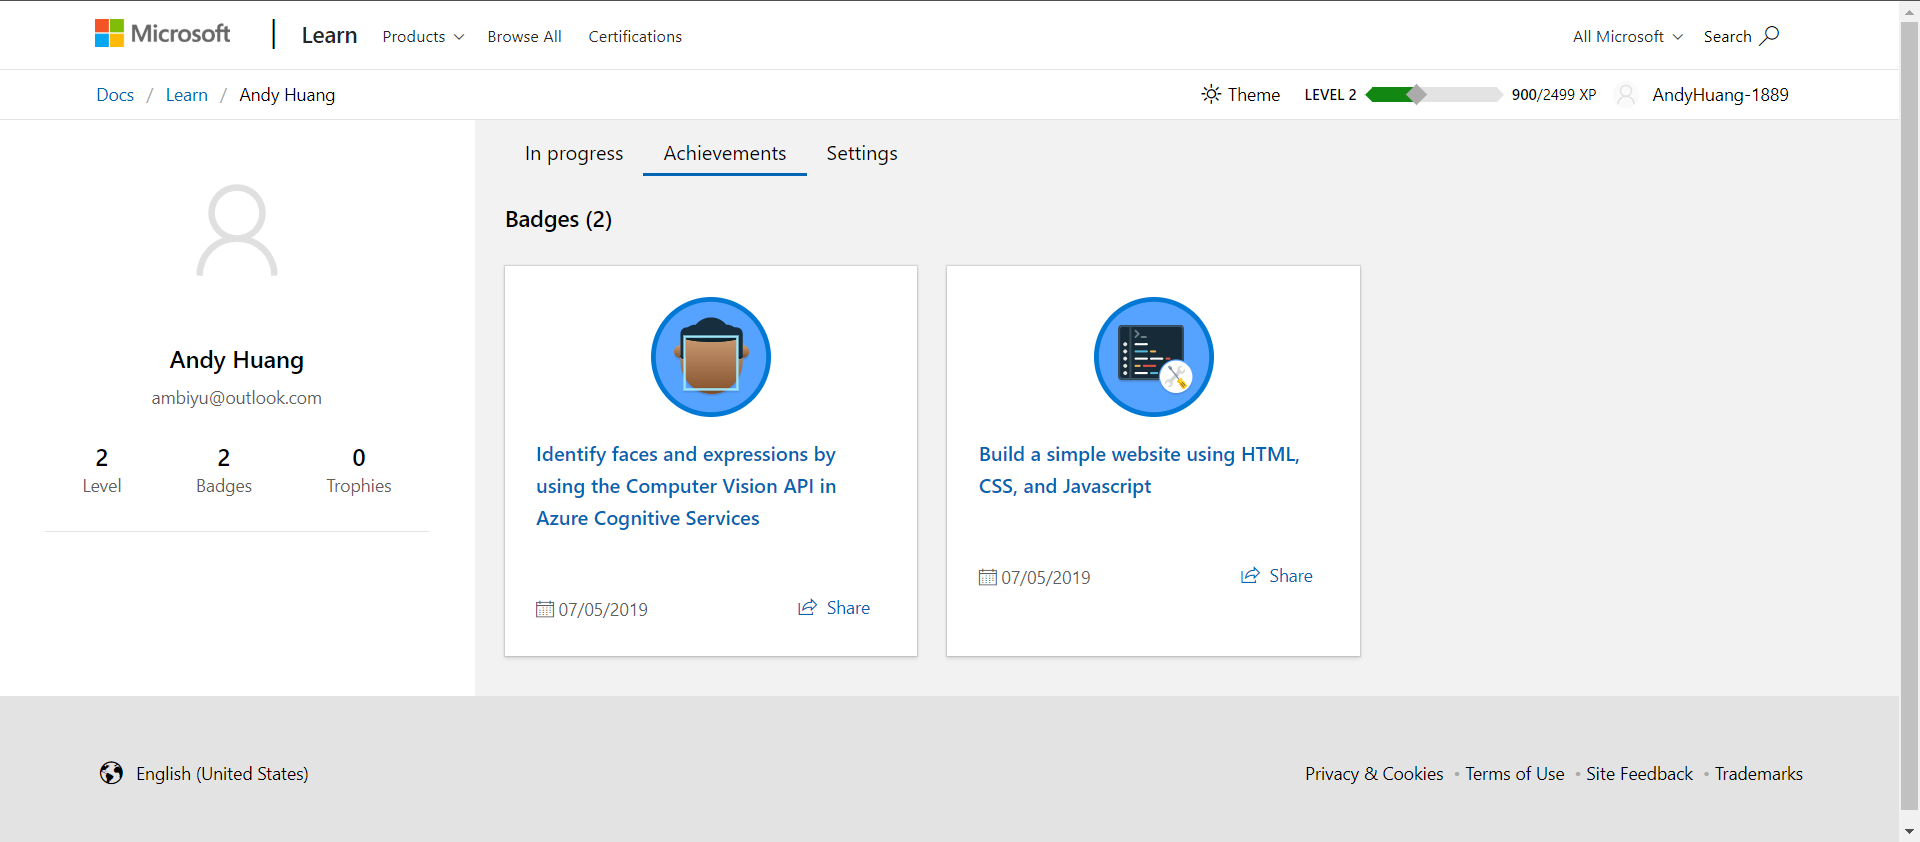 Microsoft | Learn Products Browse All Certifications All Microsoft Search
Docs / Learn / Andy Huang Theme LEVEL 2 900/2499 XP AndyHuang-1889
In progress Achievements Settings
Badges (2)
Andy Huang
ambiyu@outlook.com
2 2 0
Level Badges Trophies
Identify faces and expressions by
using the Computer Vision API in
Azure Cognitive Services
07/05/2019 Share
Build a simple website using HTML,
CSS, and Javascript
07/05/2019 Share
English (United States) Privacy & Cookies • Terms of Use • Site Feedback • Trademarks